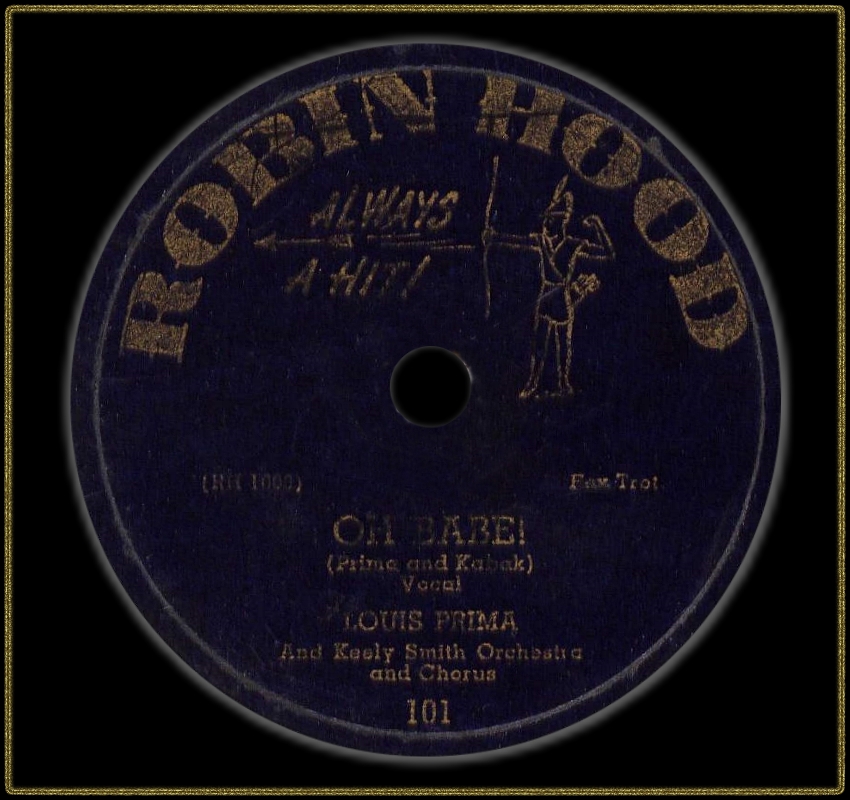 ROBIN HOOD
ALWAYS
A HIT!
(RH 1000) Fox Trot
OH BABE!
(Prima and Kabak)
Vocal
LOUIS PRIMA
And Keely Smith Orchestra
and Chorus
101